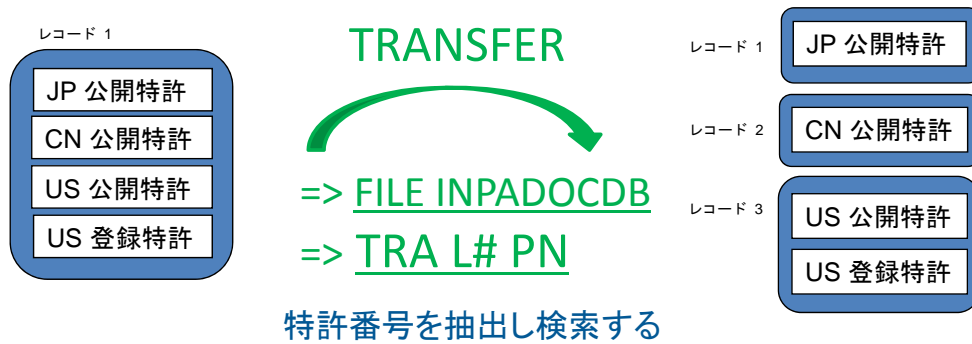 レコード 1
JP 公開特許
CN 公開特許
US 公開特許
US 登録特許
TRANSFER
=> FILE INPADOCDB
=> TRA L# PN
特許番号を抽出し検索する
レコード 1
JP 公開特許
レコード 2
CN 公開特許
レコード 3
US 公開特許
US 登録特許